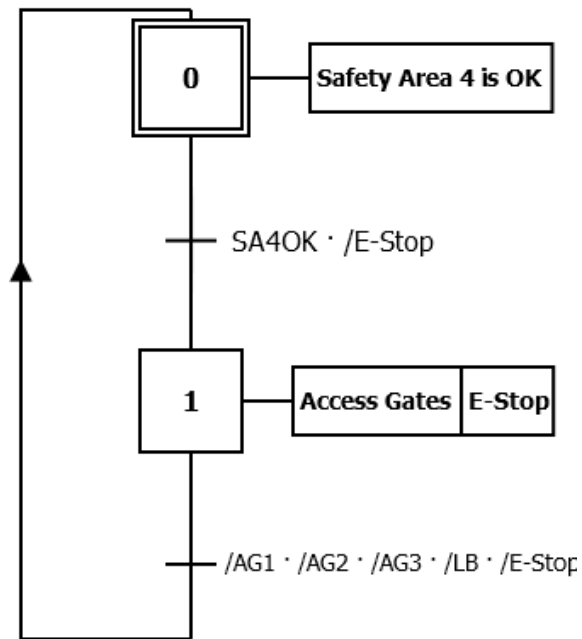 0
Safety Area 4 is OK
SA4OK · /E-Stop
1
Access Gates E-Stop
/AG1 · /AG2 · /AG3 · /LB · /E-Stop